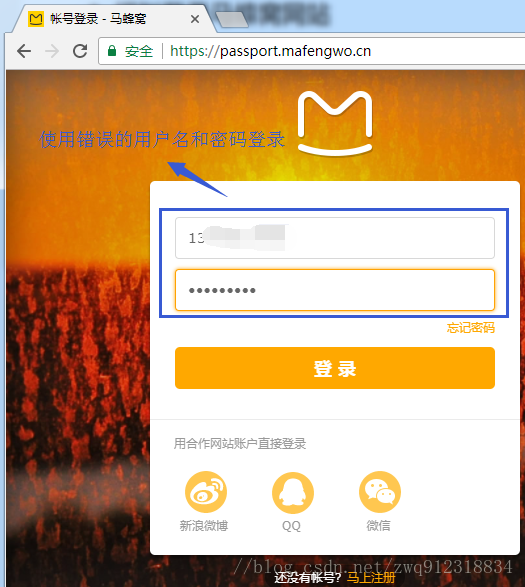 帐号登录 - 马蜂窝
安全 https://passport.mafengwo.cn
使用错误的用户名和密码登录
13
•••••••••
忘记密码
登 录
用合作网站账户直接登录
新浪微博 QQ 微信
//blog.csdn.net/zwq912318834
还没有帐号? 马上注册